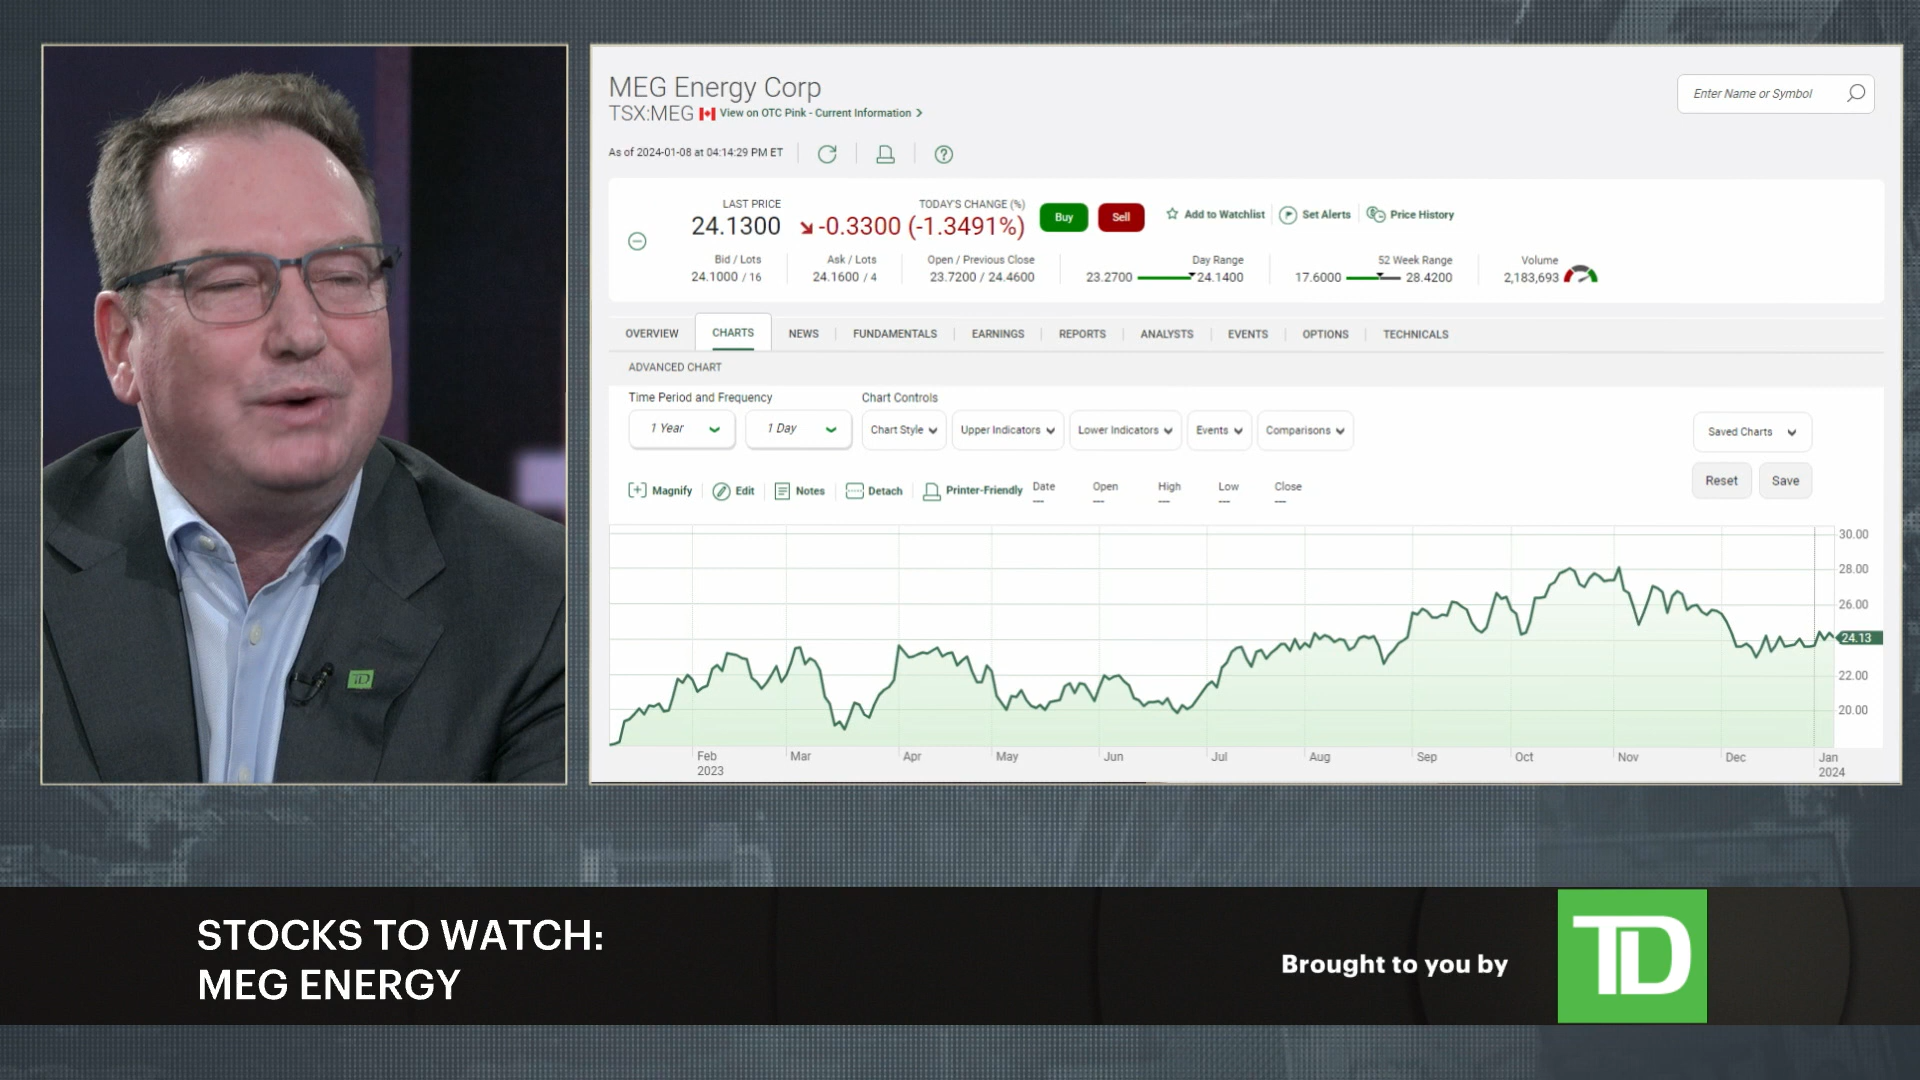 MEG Energy Corp
TSX:MEG View on OTC Pink - Current Information
Enter Name or Symbol
As of 2024-01-08 at 04:14:29 PM ET
LAST PRICE
24.1300
TODAY'S CHANGE (%)
-0.3300 (-1.3491%)
Buy
Sell
Add to Watchlist
Set Alerts
Price History
Bid / Lots
24.1000 / 16
Ask / Lots
24.1600 / 4
Open / Previous Close
23.7200 / 24.4600
Day Range
23.2700 24.1400
52 Week Range
17.6000 28.4200
Volume
2,183,693
OVERVIEW CHARTS NEWS FUNDAMENTALS EARNINGS REPORTS ANALYSTS EVENTS OPTIONS TECHNICALS
ADVANCED CHART
Time Period and Frequency
1 Year 1 Day
Chart Controls
Chart Style Upper Indicators Lower Indicators Events Comparisons
Saved Charts
Reset Save
Magnify Edit Notes Detach Printer-Friendly
Date Open High Low Close
--- --- --- --- ---
30.00
28.00
26.00
24.13
22.00
20.00
Feb Mar Apr May Jun Jul Aug Sep Oct Nov Dec Jan
2023 2024
TD
STOCKS TO WATCH:
MEG ENERGY
Brought to you by
TD